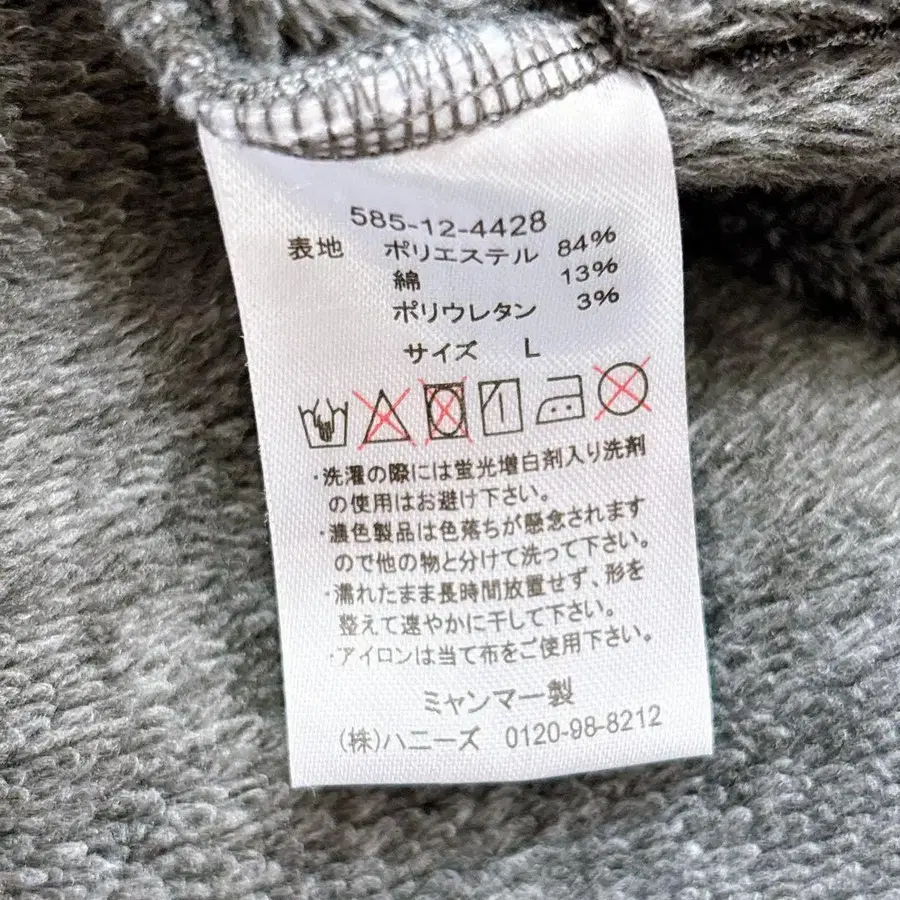 585-12-4428
表地 ポリエステル 84%
綿 13%
ポリウレタン 3%
サイズ L
・洗濯の際には蛍光増白剤入り洗剤
の使用はお避け下さい。
・濃色製品は色落ちが懸念されます
ので他の物と分けて洗って下さい。
・濡れたまま長時間放置せず、形を
整えて速やかに干して下さい。
・アイロンは当て布をご使用下さい。
ミャンマー製
(株)ハニーズ 0120-98-8212